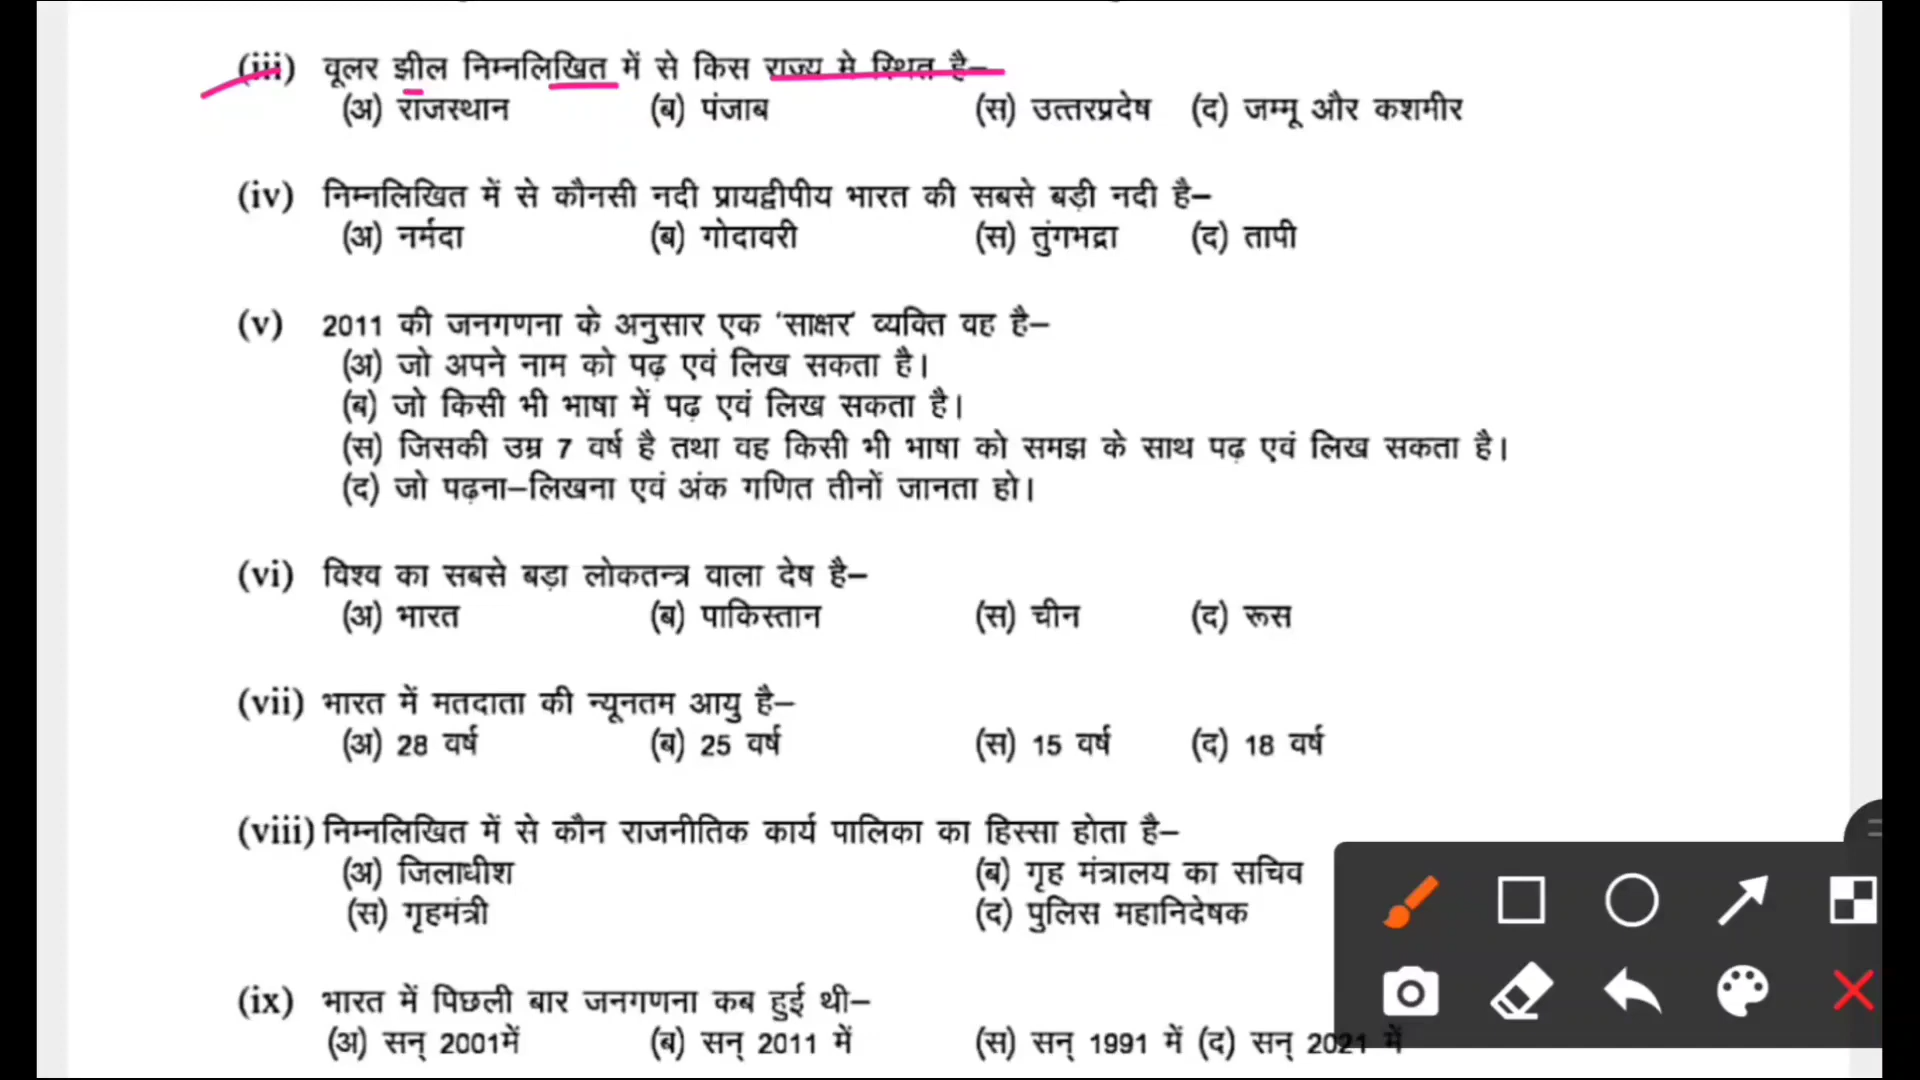 (iii) वूलर झील निम्नलिखित में से किस राज्य मे स्थित है–
(अ) राजस्थान (ब) पंजाब (स) उत्तरप्रदेष (द) जम्मू और कशमीर
(iv) निम्नलिखित में से कौनसी नदी प्रायद्वीपीय भारत की सबसे बड़ी नदी है–
(अ) नर्मदा (ब) गोदावरी (स) तुंगभद्रा (द) तापी
(v) 2011 की जनगणना के अनुसार एक 'साक्षर' व्यक्ति वह है–
(अ) जो अपने नाम को पढ़ एवं लिख सकता है।
(ब) जो किसी भी भाषा में पढ़ एवं लिख सकता है।
(स) जिसकी उम्र 7 वर्ष है तथा वह किसी भी भाषा को समझ के साथ पढ़ एवं लिख सकता है।
(द) जो पढ़ना–लिखना एवं अंक गणित तीनों जानता हो।
(vi) विश्व का सबसे बड़ा लोकतन्त्र वाला देष है–
(अ) भारत (ब) पाकिस्तान (स) चीन (द) रूस
(vii) भारत में मतदाता की न्यूनतम आयु है–
(अ) 28 वर्ष (ब) 25 वर्ष (स) 15 वर्ष (द) 18 वर्ष
(viii) निम्नलिखित में से कौन राजनीतिक कार्य पालिका का हिस्सा होता है–
(अ) जिलाधीश (ब) गृह मंत्रालय का सचिव
(स) गृहमंत्री (द) पुलिस महानिदेषक
(ix) भारत में पिछली बार जनगणना कब हुई थी–
(अ) सन् 2001में (ब) सन् 2011 में (स) सन् 1991 में (द) सन् 2021 में